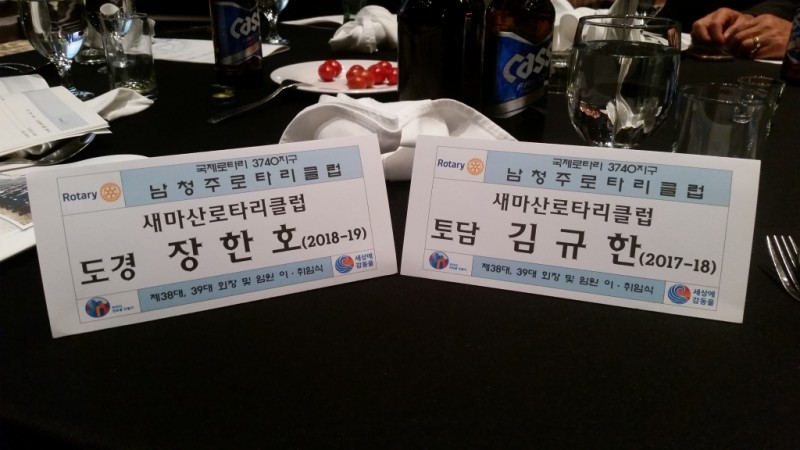 Cass
Cass
Rotary
국제로타리 3740지구
남청주로타리클럽
새마산로타리클럽
도경 장한호(2018-19)
제38대, 39대 회장 및 임원 이·취임식
세상에
감동을
Rotary
국제로타리 3740지구
남청주로타리클럽
새마산로타리클럽
토담 김규한(2017-18)
제38대, 39대 회장 및 임원 이·취임식
세상에
감동을